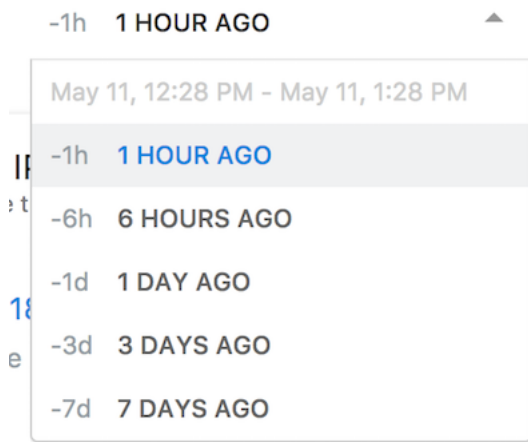 -1h 1 HOUR AGO
May 11, 12:28 PM - May 11, 1:28 PM
-1h 1 HOUR AGO
-6h 6 HOURS AGO
-1d 1 DAY AGO
18
-3d 3 DAYS AGO
-7d 7 DAYS AGO